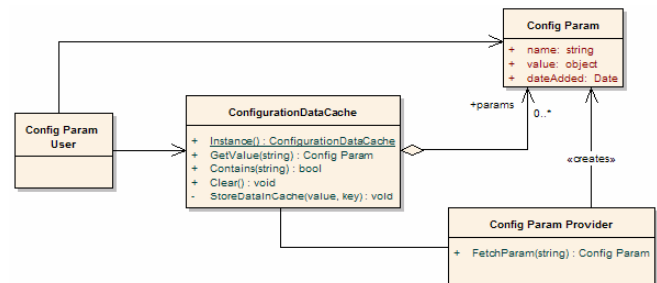 Config Param
+ name: string
+ value: object
+ dateAdded: Date
+params
0..*
ConfigurationDataCache
+ Instance() : ConfigurationDataCache
+ GetValue(string) : Config Param
+ Contains(string) : bool
+ Clear() : void
- StoreDataInCache(value, key) : void
Config Param
User
«creates»
Config Param Provider
+ FetchParam(string) : Config Param